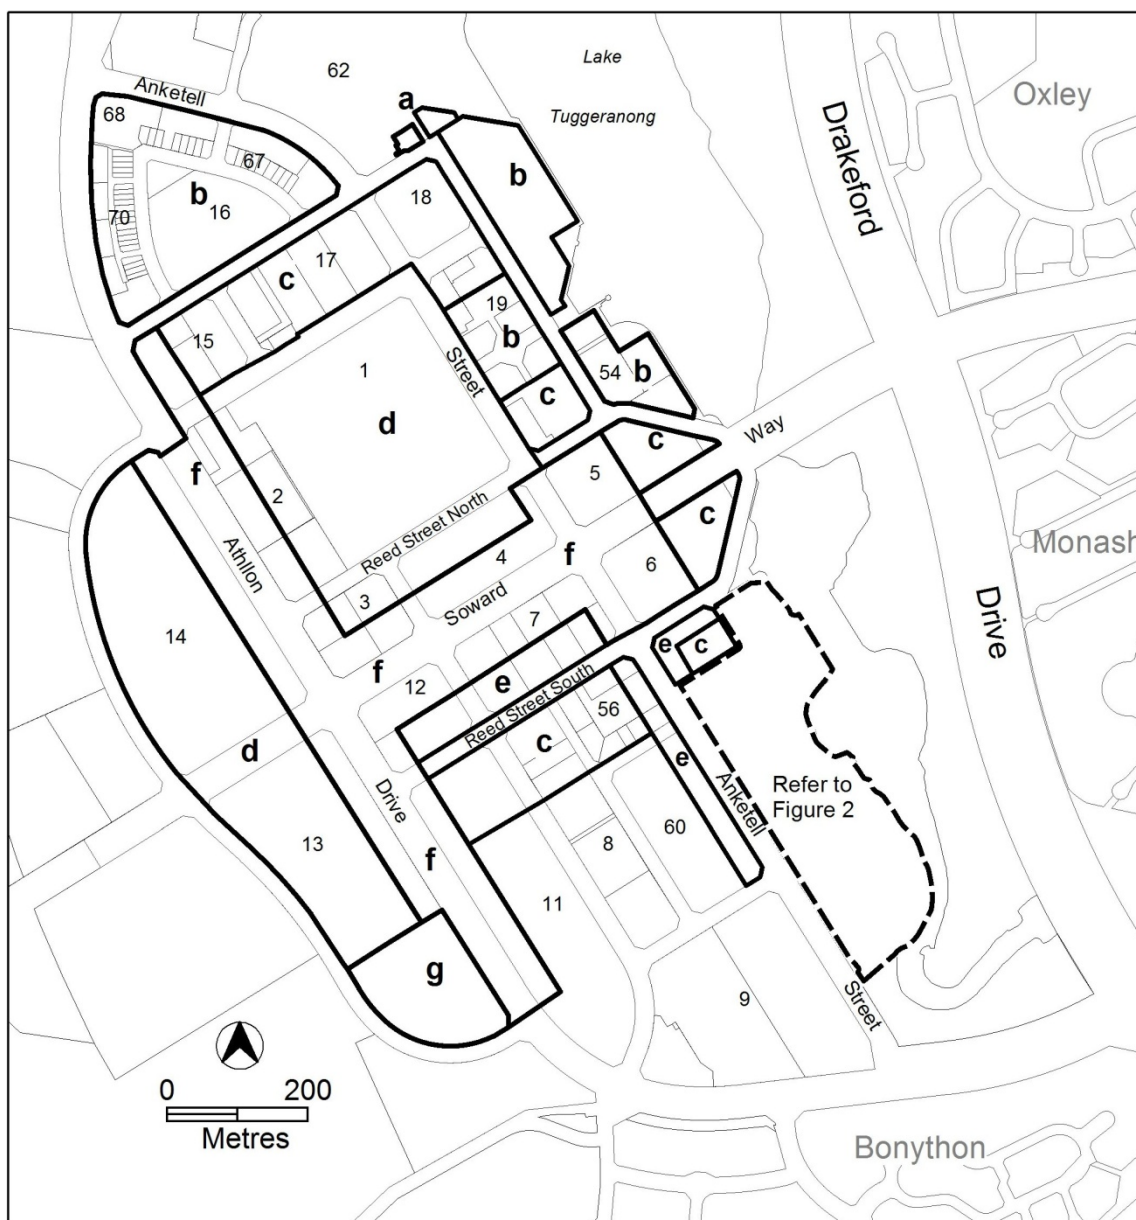 62
Lake
Tuggeranong
Oxley
Anketell
68
a
Drakeford
67
b
b
16
70
18
17
c
19
15
b
1
Street
54
b
d
c
Way
c
5
f
2
Reed Street North
c
Monash
Athllon
4
f
6
3
Soward
7
Drive
14
e
c
f
12
e
Reed Street South
56
c
d
e
Refer to
Figure 2
Anketell
Drive
60
13
8
f
11
g
9
Street
0
200
Metres
Bonython